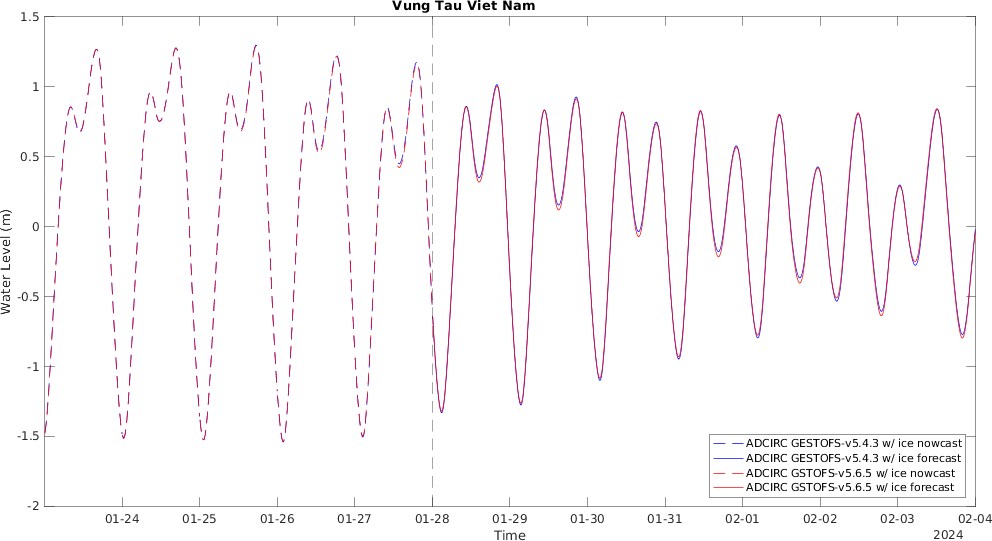 Vung Tau Viet Nam
1.5
1
0.5
0
-0.5
-1
-1.5
-2
Water Level (m)
ADCIRC GESTOFS-v5.4.3 w/ ice nowcast
ADCIRC GESTOFS-v5.4.3 w/ ice forecast
ADCIRC GSTOFS-v5.6.5 w/ ice nowcast
ADCIRC GSTOFS-v5.6.5 w/ ice forecast
01-24 01-25 01-26 01-27 01-28 01-29 01-30 01-31 02-01 02-02 02-03 02-04
Time
2024